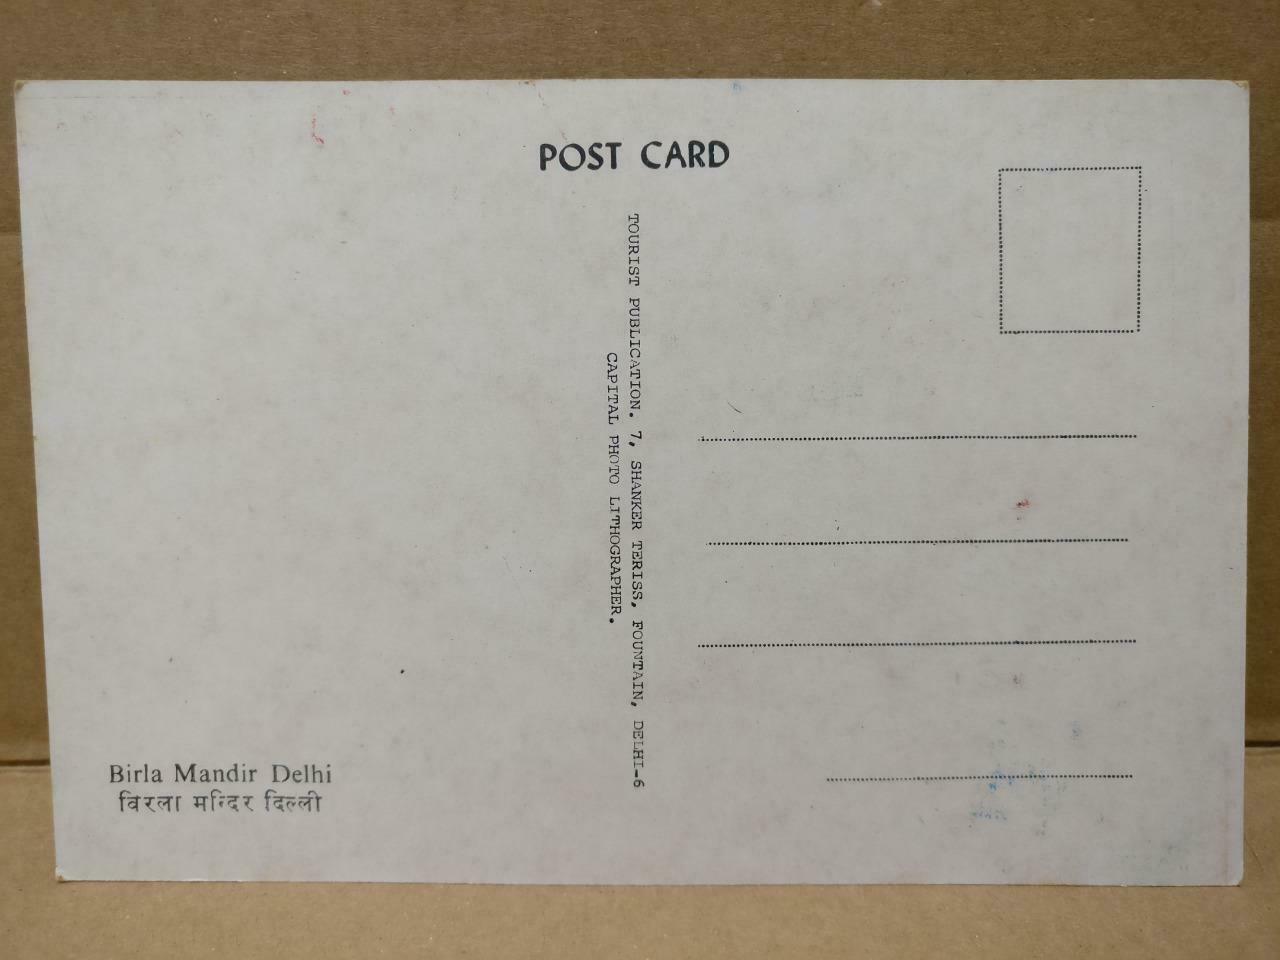 POST CARD
TOURIST PUBLICATION. 7, SHANKER TERISS, FOUNTAIN, DELHI-6
CAPITAL PHOTO LITHOGRAPHER.
Birla Mandir Delhi
विरला मन्दिर दिल्ली